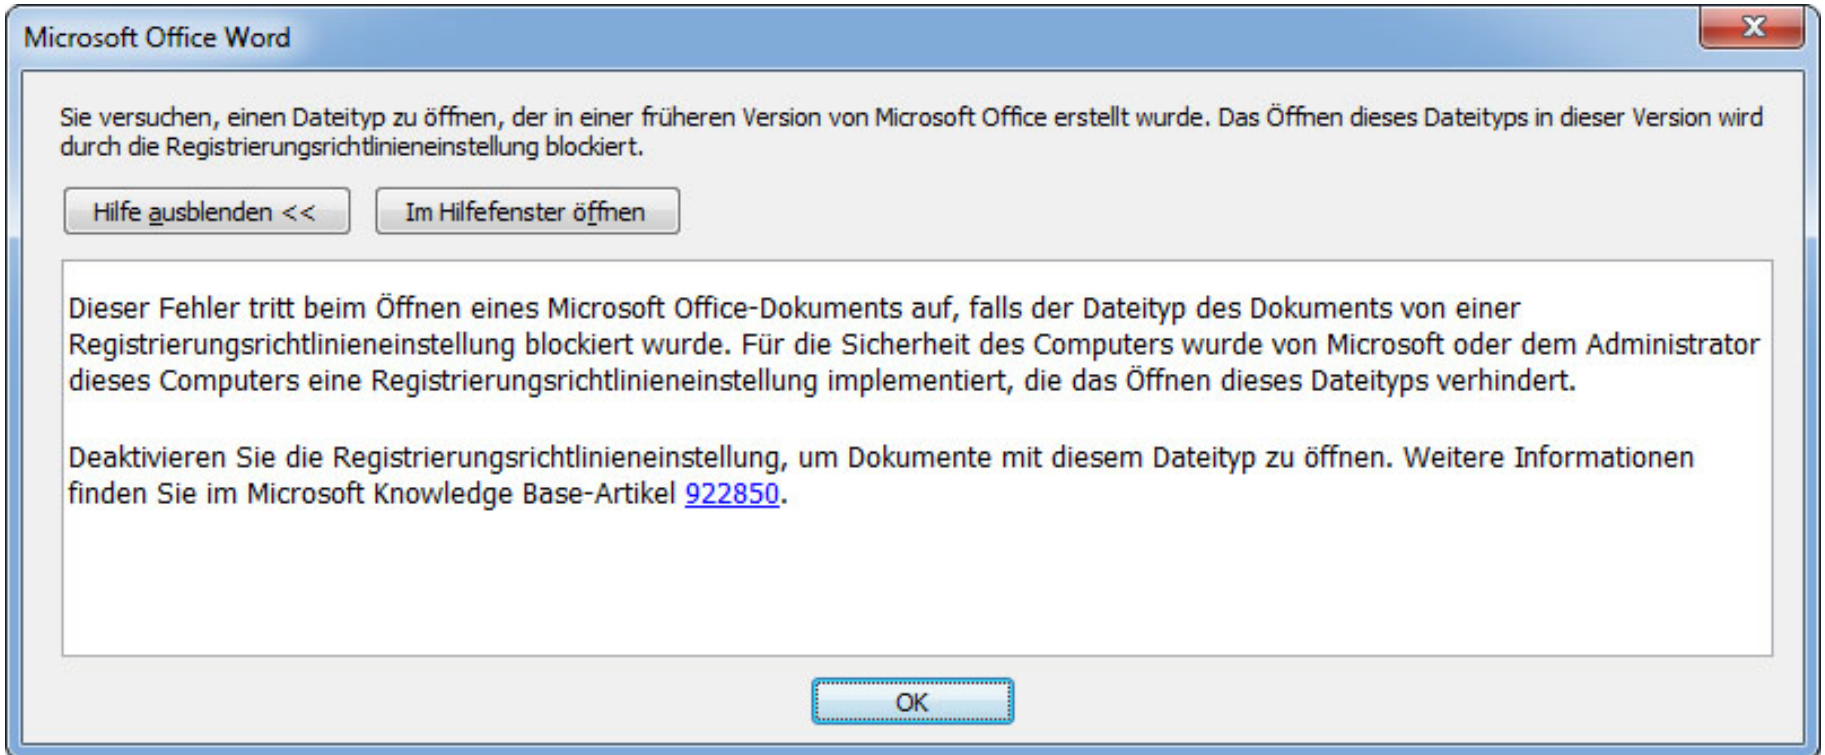 Microsoft Office Word
Sie versuchen, einen Dateityp zu öffnen, der in einer früheren Version von Microsoft Office erstellt wurde. Das Öffnen dieses Dateityps in dieser Version wird
durch die Registrierungsrichtlinieneinstellung blockiert.
Hilfe ausblenden <<
Im Hilfefenster öffnen
Dieser Fehler tritt beim Öffnen eines Microsoft Office-Dokuments auf, falls der Dateityp des Dokuments von einer
Registrierungsrichtlinieneinstellung blockiert wurde. Für die Sicherheit des Computers wurde von Microsoft oder dem Administrator
dieses Computers eine Registrierungsrichtlinieneinstellung implementiert, die das Öffnen dieses Dateityps verhindert.
Deaktivieren Sie die Registrierungsrichtlinieneinstellung, um Dokumente mit diesem Dateityp zu öffnen. Weitere Informationen
finden Sie im Microsoft Knowledge Base-Artikel 922850.
OK